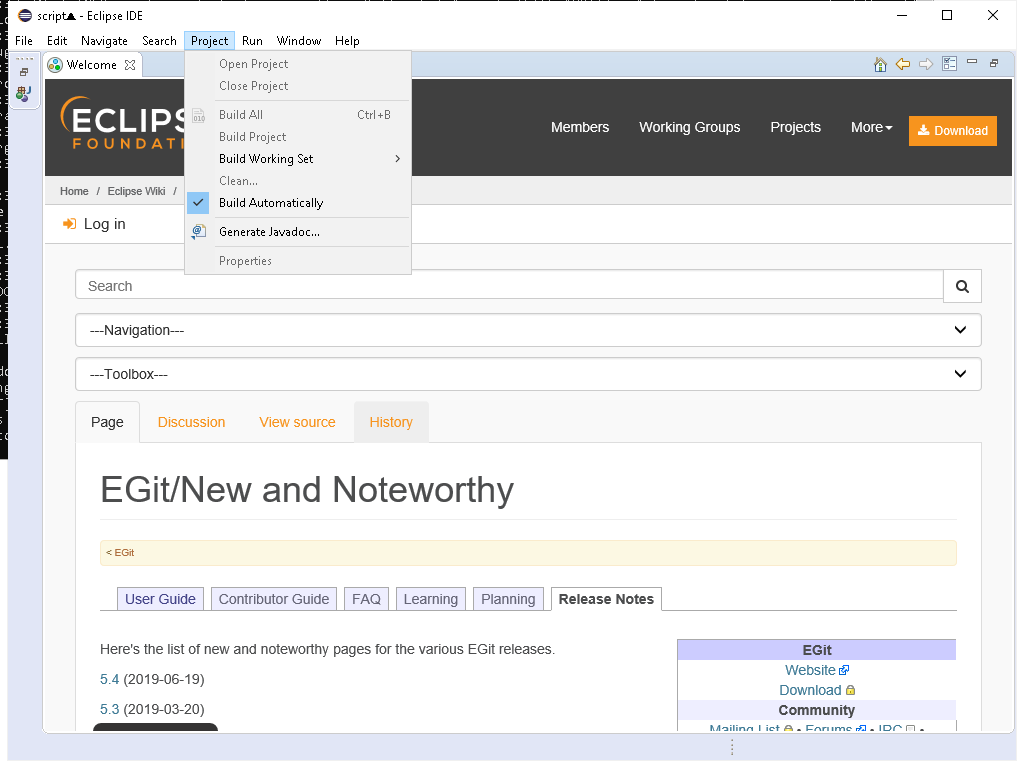 script▲ - Eclipse IDE
File Edit Navigate Search Project Run Window Help
Welcome
Open Project
Close Project
Build All Ctrl+B
Build Project
Build Working Set
Clean...
Build Automatically
Generate Javadoc...
Properties
ECLIPS
FOUNDAT
Members Working Groups Projects More Download
Home / Eclipse Wiki /
Log in
Search
---Navigation---
---Toolbox---
Page Discussion View source History
EGit/New and Noteworthy
< EGit
User Guide Contributor Guide FAQ Learning Planning Release Notes
Here's the list of new and noteworthy pages for the various EGit releases.
5.4 (2019-06-19)
5.3 (2019-03-20)
EGit
Website
Download
Community
Mailing List • Forums • IRC •